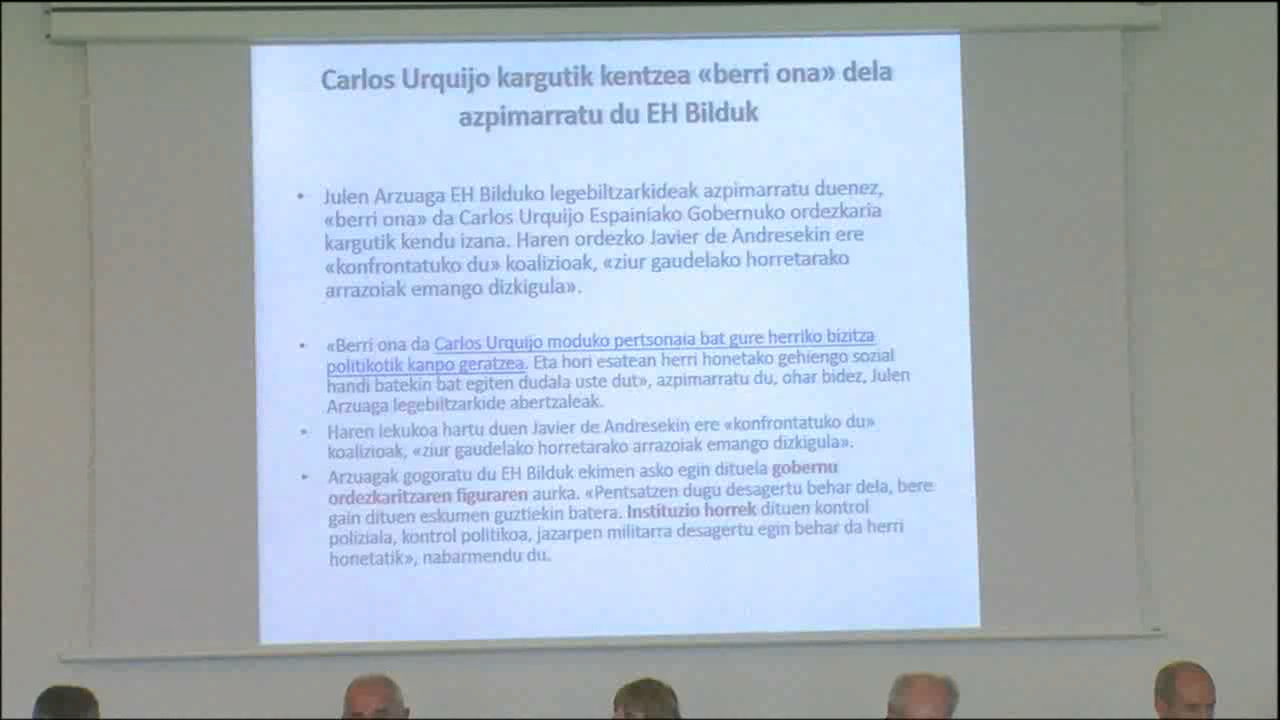 Carlos Urquijo kargutik kentzea «berri ona» dela
azpimarratu du EH Bilduk
• Julen Arzuaga EH Bilduko legebiltzarkideak azpimarratu duenez,
«berri ona» da Carlos Urquijo Espainiako Gobernuko ordezkaria
kargutik kendu izana. Haren ordezko Javier de Andresekin ere
«konfrontatuko du» koalizioak, «ziur gaudelako horretarako
arrazoiak emango dizkigula».
• «Berri ona da Carlos Urquijo moduko pertsonaia bat gure herriko bizitza
politikotik kanpo geratzea. Eta hori esatean herri honetako gehiengo sozial
handi batekin bat egiten dudala uste dut», azpimarratu du, ohar bidez, Julen
Arzuaga legebiltzarkide abertzaleak.
• Haren lekukoa hartu duen Javier de Andresekin ere «konfrontatuko du»
koalizioak, «ziur gaudelako horretarako arrazoiak emango dizkigula».
• Arzuagak gogoratu du EH Bilduk ekimen asko egin dituela gobernu
ordezkaritzaren figuraren aurka. «Pentsatzen dugu desagertu behar dela, bere
gain dituen eskumen guztiekin batera. Instituzio horrek dituen kontrol
poliziala, kontrol politikoa, jazarpen militarra desagertu egin behar da herri
honetatik», nabarmendu du.